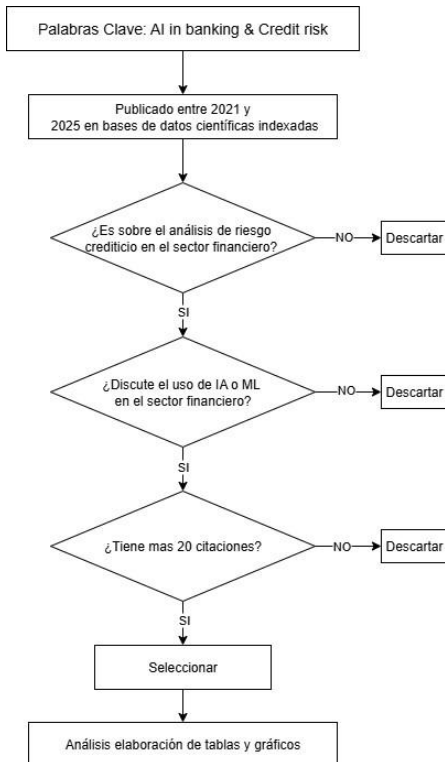 Palabras Clave: AI in banking & Credit risk
Publicado entre 2021 y
2025 en bases de datos científicas indexadas
¿Es sobre el análisis de riesgo
crediticio en el sector financiero?
NO
Descartar
SI
¿Discute el uso de IA o ML
en el sector financiero?
NO
Descartar
SI
¿Tiene mas 20 citaciones?
NO
Descartar
SI
Seleccionar
Análisis elaboración de tablas y gráficos